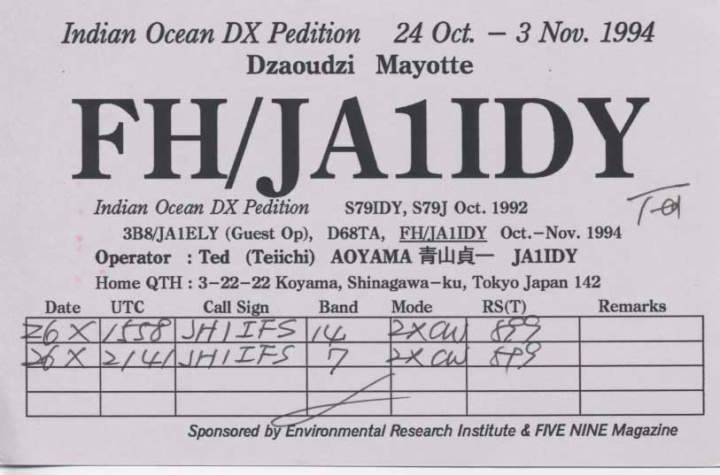 Indian Ocean DX Pedition 24 Oct. – 3 Nov. 1994
Dzaoudzi Mayotte
FH/JA1IDY
Indian Ocean DX Pedition S79IDY, S79J Oct. 1992
3B8/JA1ELY (Guest Op), D68TA, FH/JA1IDY Oct.–Nov. 1994
Operator : Ted (Teiichi) AOYAMA 青山貞一 JA1IDY
Home QTH : 3–22–22 Koyama, Shinagawa–ku, Tokyo Japan 142
Date UTC Call Sign Band Mode RS(T) Remarks
26 X 1558 JH1IFS 14 2XCW 599
26 X 2141 JH1IFS 7 2XCW 599
Sponsored by Environmental Research Institute & FIVE NINE Magazine